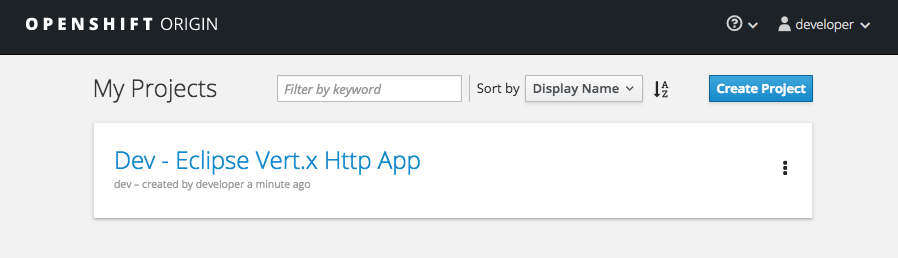 OPENSHIFT ORIGIN
developer
My Projects
Filter by keyword
Sort by
Display Name
A
Z
Create Project
Dev - Eclipse Vert.x Http App
dev – created by developer a minute ago